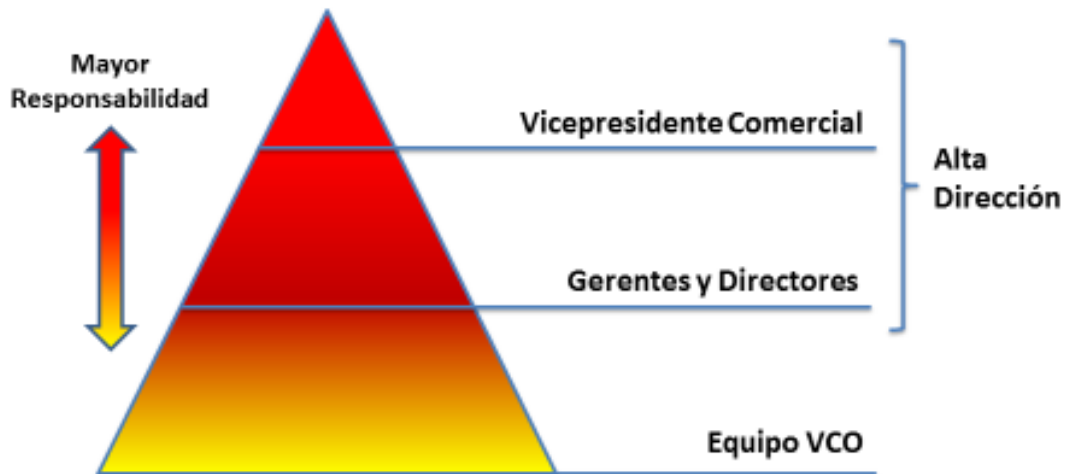 Mayor
Responsabilidad
Vicepresidente Comercial
Alta
Dirección
Gerentes y Directores
Equipo VCO